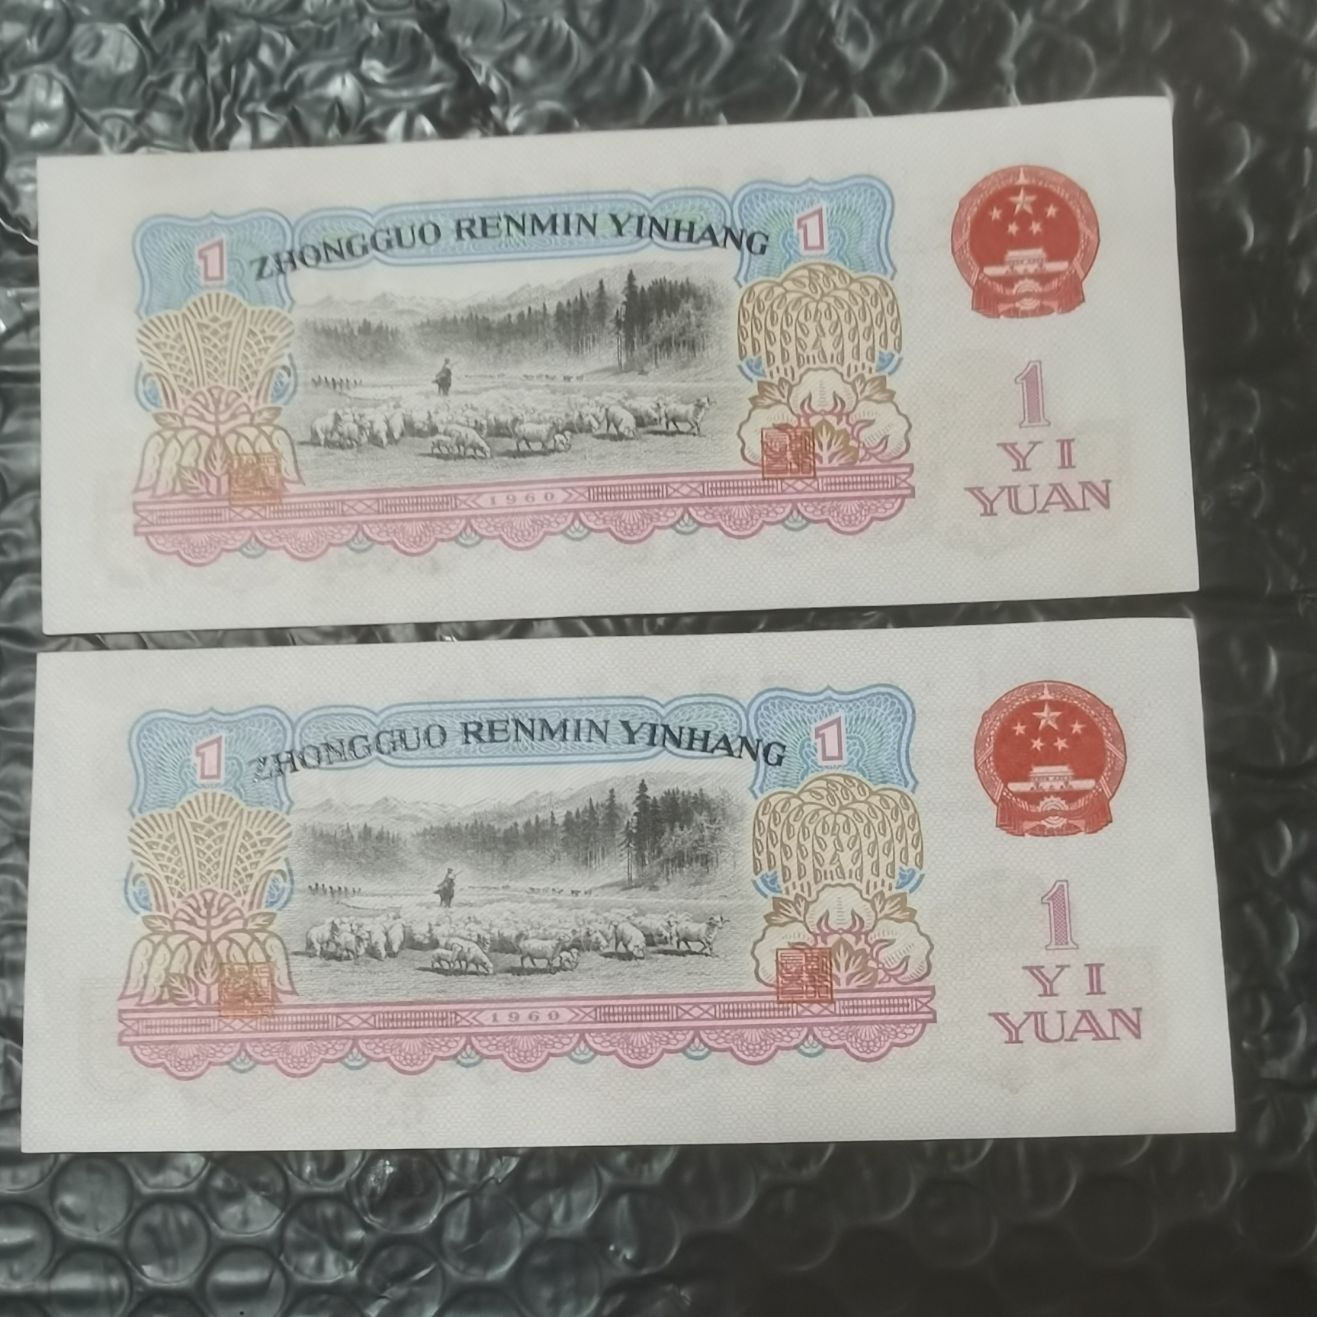 1 ZHONGGUO RENMIN YINHANG 1
1960
1
YI
YUAN
1 ZHONGGUO RENMIN YINHANG 1
1960
1
YI
YUAN